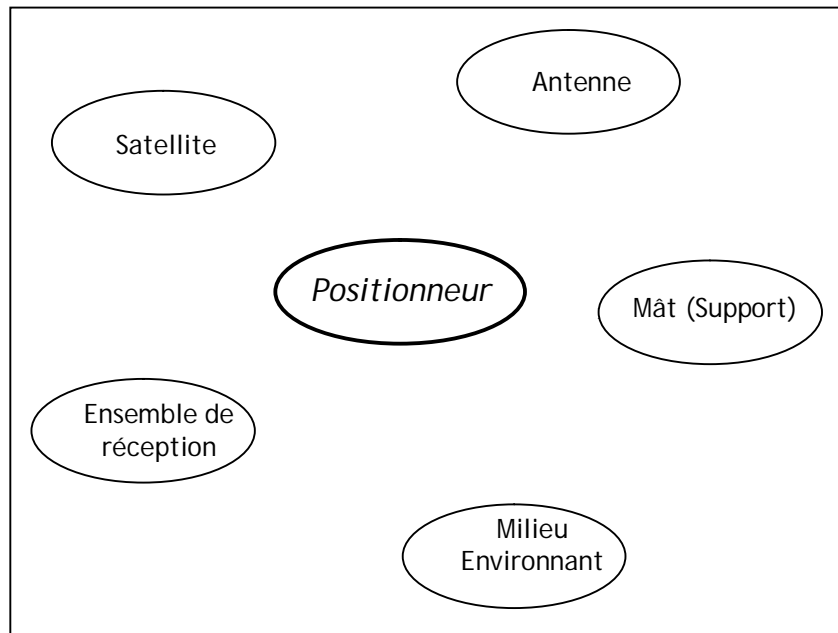 Antenne
Satellite
Positionneur
Mât (Support)
Ensemble de
réception
Milieu
Environnant